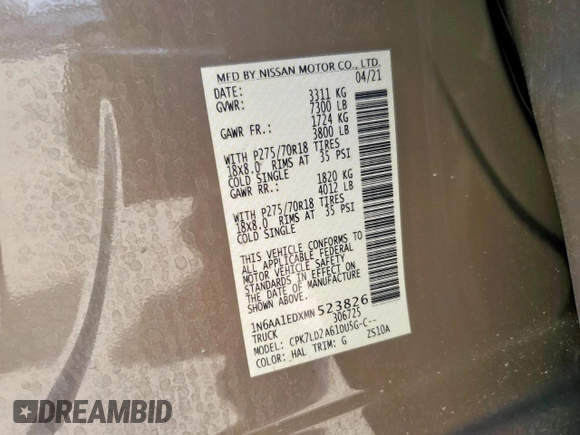 MFD BY NISSAN MOTOR CO., LTD.
DATE: 04/21
GVWR: 3311 KG
7300 LB
GAWR FR.: 1724 KG
3800 LB
WITH P275/70R18 TIRES
18X8.0 RIMS AT 35 PSI
COLD SINGLE
GAWR RR.: 1820 KG
4012 LB
WITH P275/70R18 TIRES
18X8.0 RIMS AT 35 PSI
COLD SINGLE
THIS VEHICLE CONFORMS TO
ALL APPLICABLE FEDERAL
MOTOR VEHICLE SAFETY
STANDARDS IN EFFECT ON
THE DATE OF MANUFACTURE
SHOWN ABOVE.
1N6AA1EDXMN523826
TRUCK 306725
MODEL: CPK7LD2A61DU5G-C--
COLOR: HAL TRIM: G ZS10A
DREAMBID